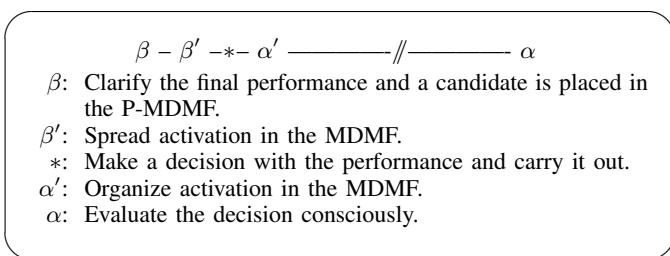 β – β′ –∗– α′ ——————-//—————— - α
β: Clarify the final performance and a candidate is placed in
the P-MDMF.
β′: Spread activation in the MDMF.
∗: Make a decision with the performance and carry it out.
α′: Organize activation in the MDMF.
α: Evaluate the decision consciously.